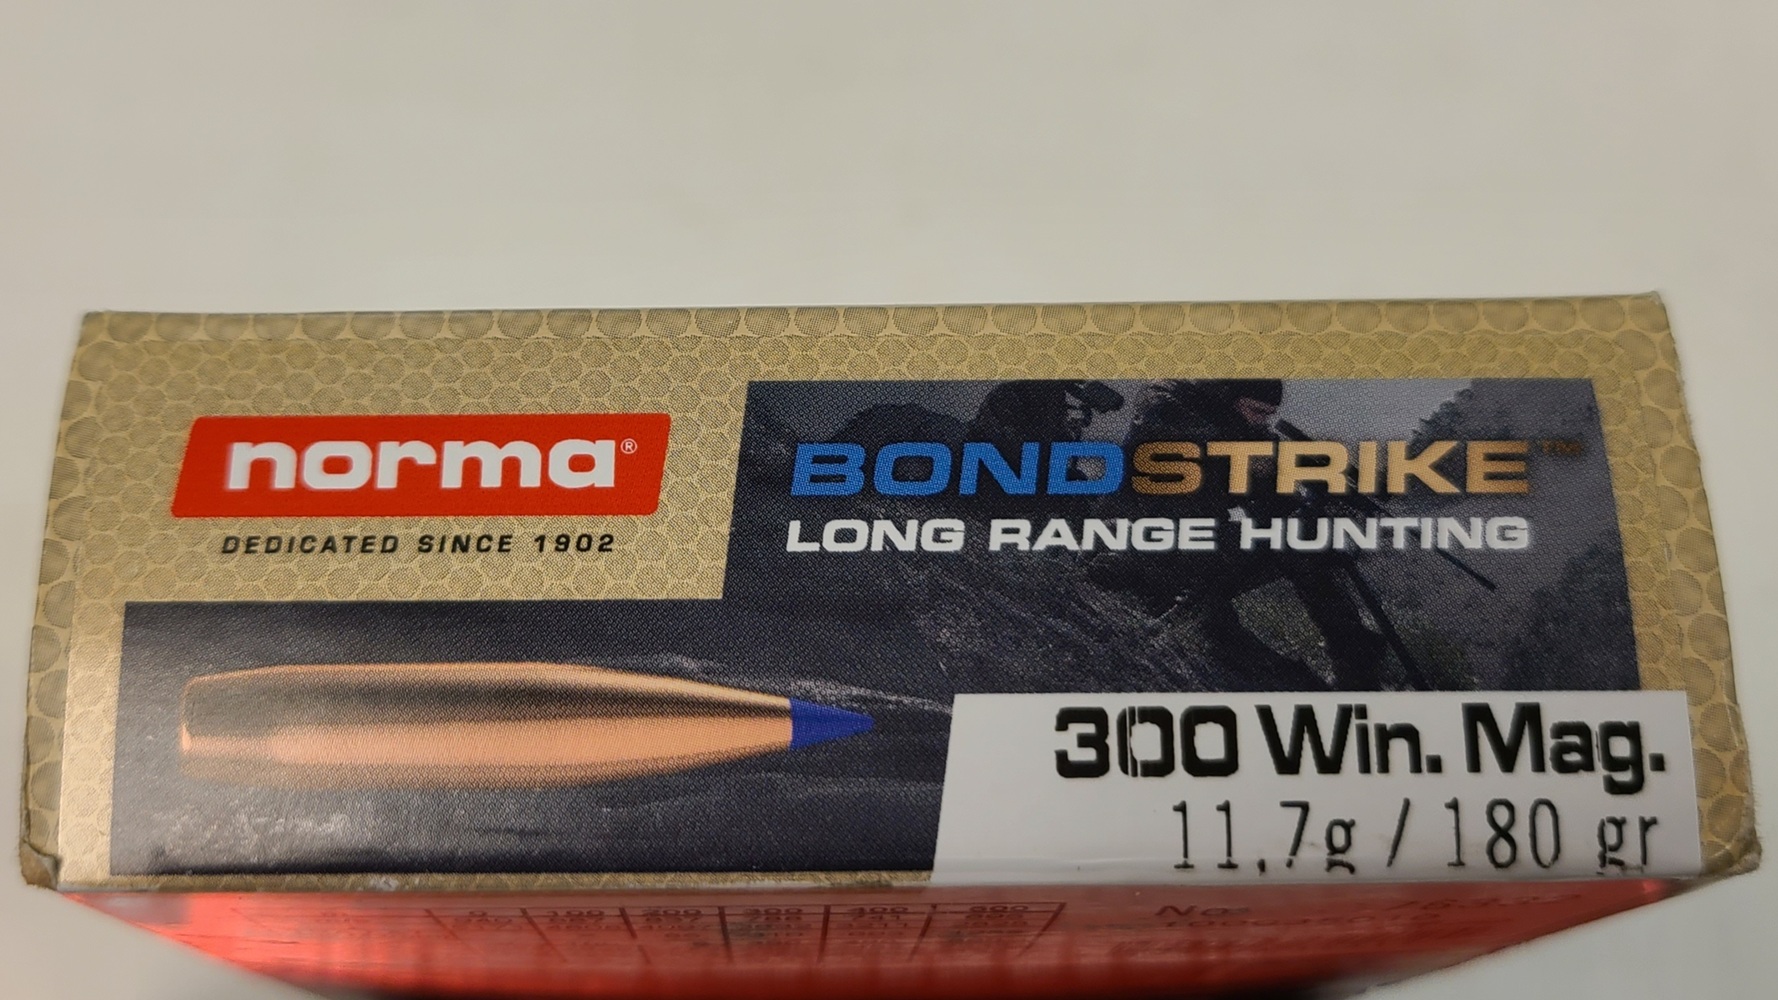 norma®
DEDICATED SINCE 1902
BONDSTRIKE™
LONG RANGE HUNTING
300 Win. Mag.
11,7g / 180 gr